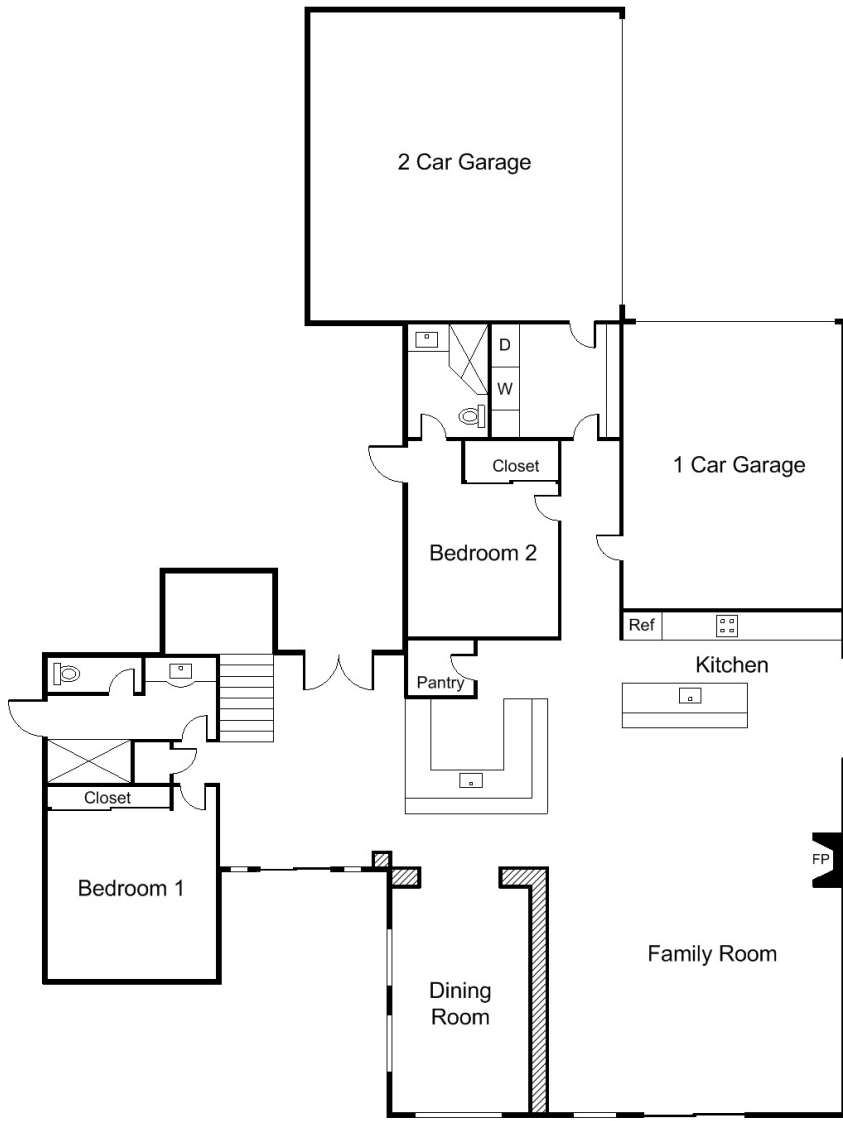 2 Car Garage
D
W
Closet
1 Car Garage
Bedroom 2
Ref
Kitchen
Pantry
Closet
FP
Bedroom 1
Family Room
Dining
Room